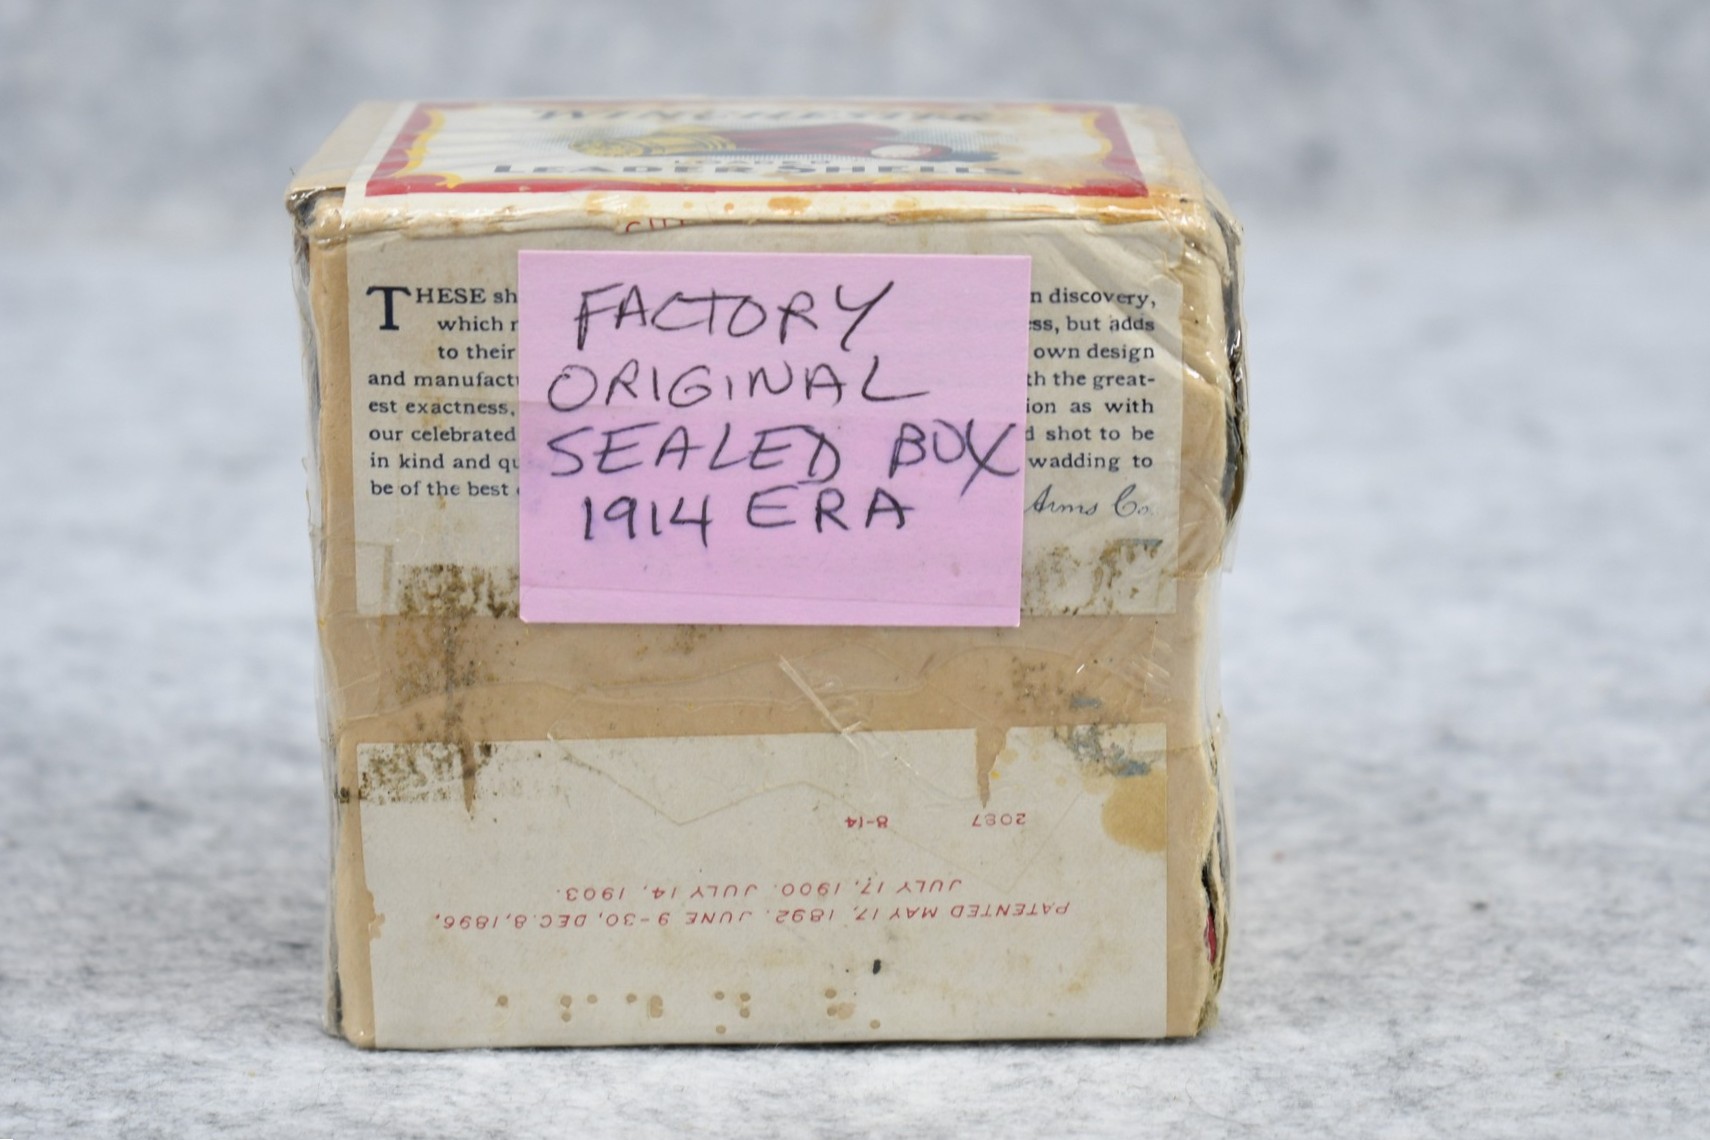 WINCHESTER
LOADED
LEADER SHELLS
THESE sh
which
to their
and manufact
est exactness,
our celebrated
in kind and qu
be of the best
FACTORY
ORIGINAL
SEALED BOX
1914 ERA
n discovery,
ess, but adds
own design
th the great-
ion as with
d shot to be
wadding to
Arms Co.
2087 8-14
PATENTED MAY 17, 1892. JUNE 9-30, DEC. 8, 1896,
JULY 17, 1900. JULY 14, 1903.